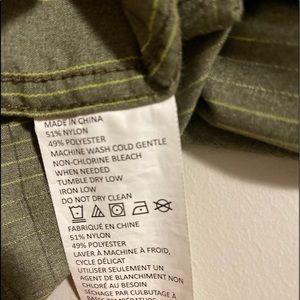 MADE IN CHINA
51% NYLON
49% POLYESTER
MACHINE WASH COLD GENTLE
NON-CHLORINE BLEACH
WHEN NEEDED
TUMBLE DRY LOW
IRON LOW
DO NOT DRY CLEAN
FABRIQUÉ EN CHINE
51% NYLON
49% POLYESTER
LAVER À MACHINE À FROID,
CYCLE DÉLICAT
UTILISER SEULEMENT UN
AGENT DE BLANCHIMENT NON
CHLORÉ AU BESOIN
SÉCHAGE PAR CULBUTAGE À
BASSE TEMPÉRATURE